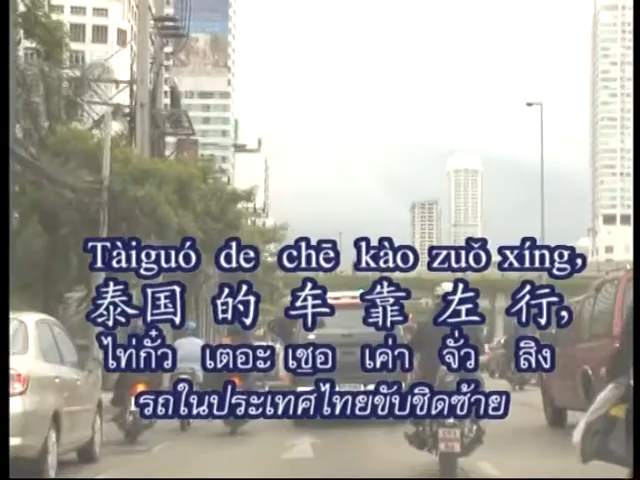 Tàiguó de chē kào zuǒ xíng,
泰国 的 车 靠 左 行,
ไท่กั๋ว เตอะ เชอ เค่า จั่ว สิง
รถในประเทศไทยขับชิดซ้าย